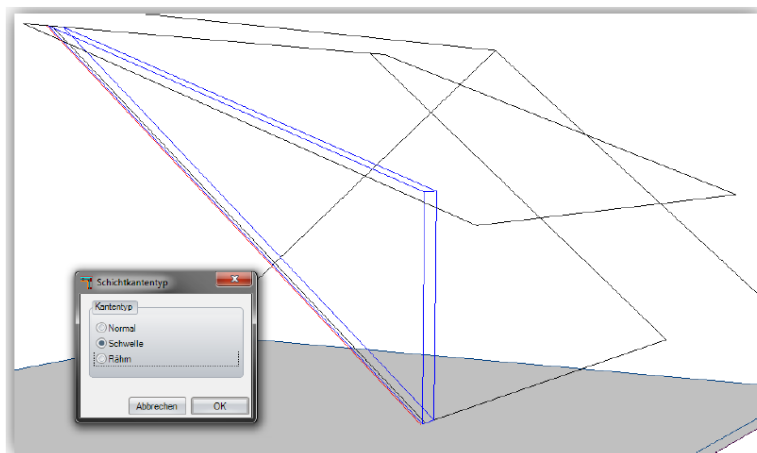 Schichtkantentyp
Kantentyp
Normal
Schwelle
Rähm
Abbrechen
OK